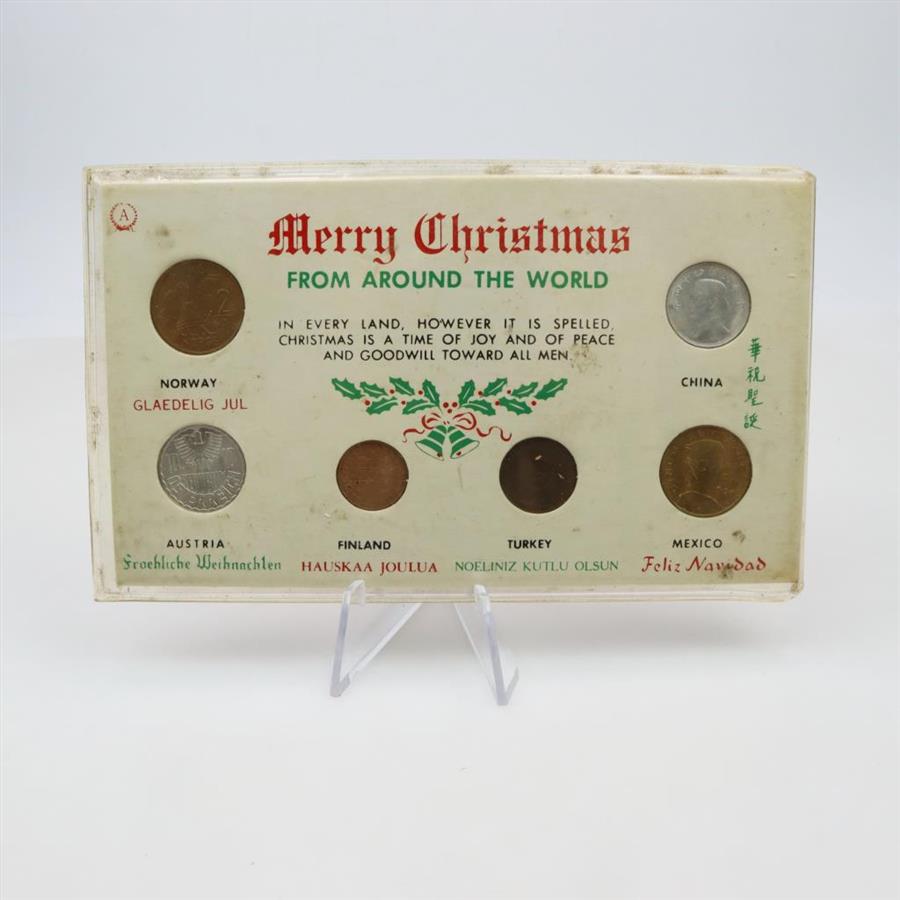 A
Merry Christmas
FROM AROUND THE WORLD
IN EVERY LAND, HOWEVER IT IS SPELLED,
CHRISTMAS IS A TIME OF JOY AND OF PEACE
AND GOODWILL TOWARD ALL MEN.
2
NORWAY
GLAEDELIG JUL
CHINA
華祝聖誕
ÖSTERREICH
AUSTRIA
Froehliche Weihnachten
FINLAND
HAUSKAA JOULUA
TURKEY
NOELINIZ KUTLU OLSUN
MEXICO
Feliz Navidad